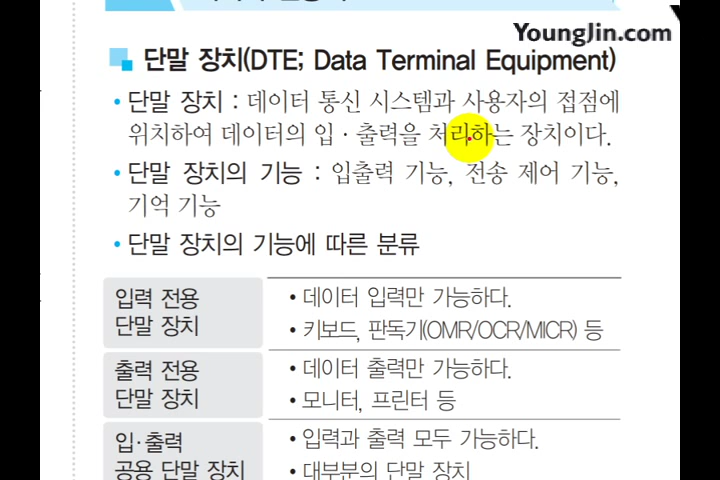 YoungJin.com
단말 장치(DTE; Data Terminal Equipment)
• 단말 장치 : 데이터 통신 시스템과 사용자의 접점에
위치하여 데이터의 입·출력을 처리하는 장치이다.
• 단말 장치의 기능 : 입출력 기능, 전송 제어 기능,
기억 기능
• 단말 장치의 기능에 따른 분류
입력 전용
단말 장치
• 데이터 입력만 가능하다.
• 키보드, 판독기(OMR/OCR/MICR) 등
출력 전용
단말 장치
• 데이터 출력만 가능하다.
• 모니터, 프린터 등
입·출력
공용 단말 장치
• 입력과 출력 모두 가능하다.
• 대부분의 단말 장치